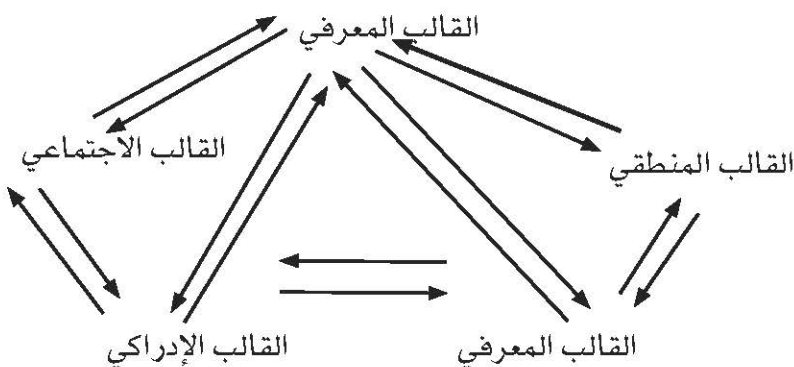 القالب المعرفي
القالب الاجتماعي
القالب المنطقي
القالب الإدراكي
القالب المعرفي